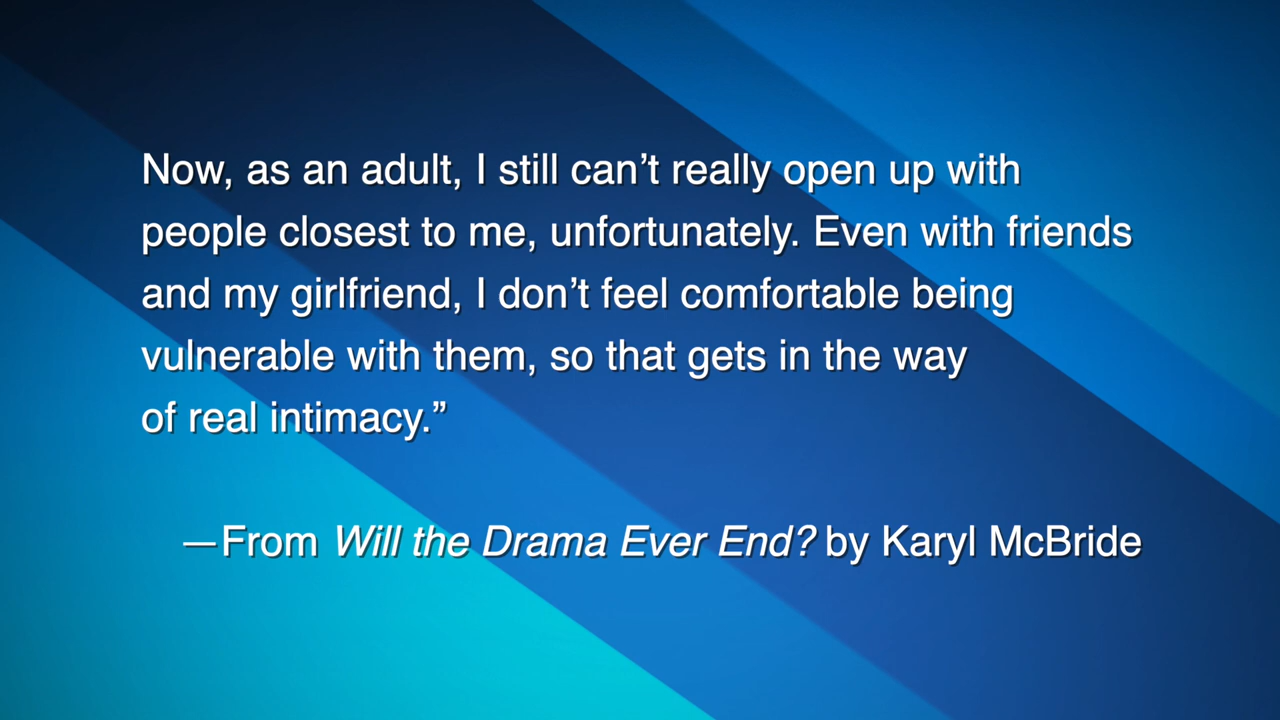 Now, as an adult, I still can’t really open up with
people closest to me, unfortunately. Even with friends
and my girlfriend, I don’t feel comfortable being
vulnerable with them, so that gets in the way
of real intimacy.”
—From Will the Drama Ever End? by Karyl McBride